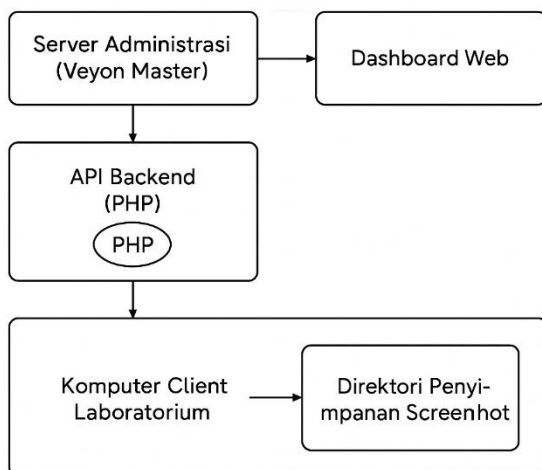 Server Administrasi
(Veyon Master)
Dashboard Web
API Backend
(PHP)
PHP
Komputer Client
Laboratorium
Direktori Penyi-
mpanan Screenhot